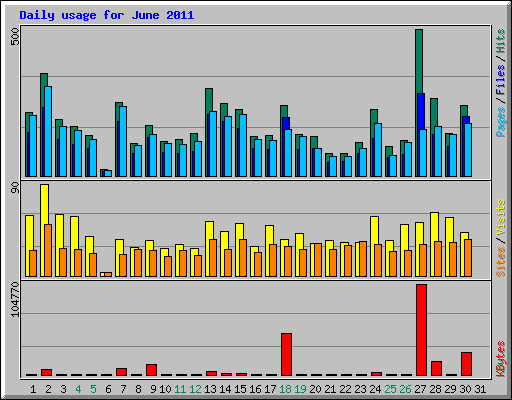 Daily usage for June 2011
500
Pages / Files / Hits
90
Sites / Visits
104770
KBytes
1 2 3 4 5 6 7 8 9 10 11 12 13 14 15 16 17 18 19 20 21 22 23 24 25 26 27 28 29 30 31